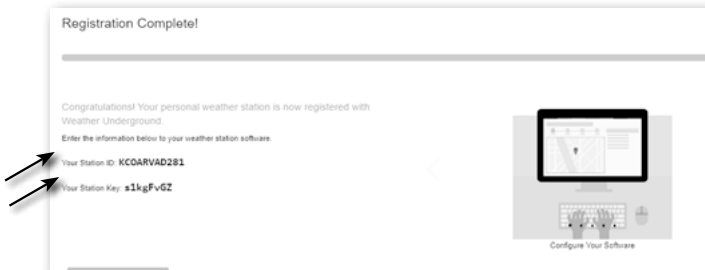 Registration Complete!
Congratulations! Your personal weather station is now registered with
Weather Underground.
Enter the information below to your weather station software.
Your Station ID: KCOARVAD281
Your Station Key: s1kgFvGZ
Configure Your Software